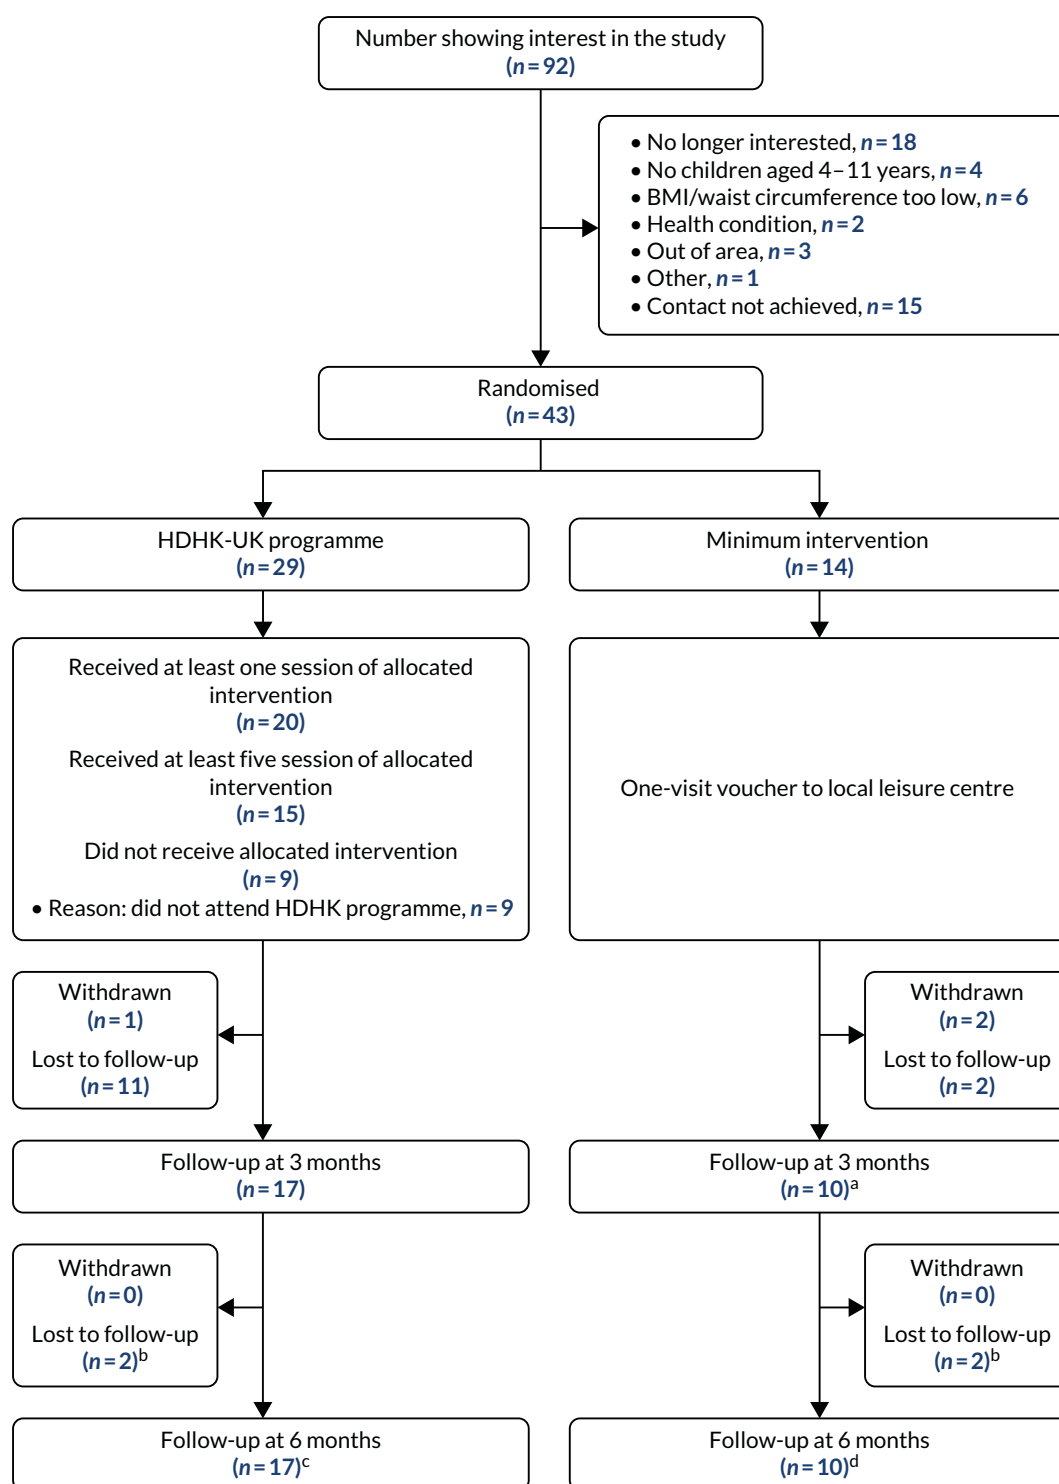 Number showing interest in the study
(n=92)
• No longer interested, n=18
• No children aged 4–11 years, n=4
• BMI/waist circumference too low, n=6
• Health condition, n=2
• Out of area, n=3
• Other, n=1
• Contact not achieved, n=15
Randomised
(n=43)
HDHK-UK programme
(n=29)
Minimum intervention
(n=14)
Received at least one session of allocated
intervention
(n=20)
Received at least five session of allocated
intervention
(n=15)
Did not receive allocated intervention
(n=9)
• Reason: did not attend HDHK programme, n=9
One-visit voucher to local leisure centre
Withdrawn
(n=1)
Lost to follow-up
(n=11)
Withdrawn
(n=2)
Lost to follow-up
(n=2)
Follow-up at 3 months
(n=17)
Follow-up at 3 months
(n=10)a
Withdrawn
(n=0)
Lost to follow-up
(n=2)b
Withdrawn
(n=0)
Lost to follow-up
(n=2)b
Follow-up at 6 months
(n=17)c
Follow-up at 6 months
(n=10)d